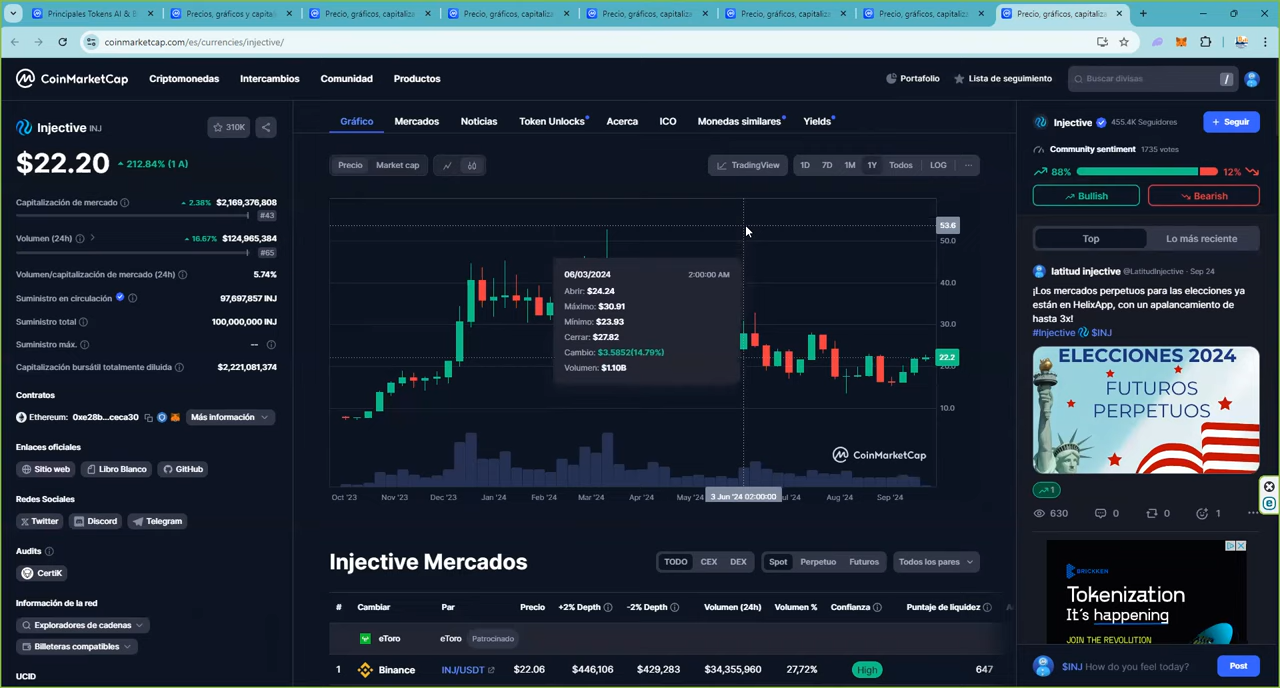 Principales Tokens AI & B
Precios, gráficos y capitaliz
Precio, gráficos, capitaliza
Precio, gráficos, capitaliza
Precio, gráficos, capitaliza
Precio, gráficos, capitaliza
Precio, gráficos, capitaliza
Precio, gráficos, capitaliza
coinmarketcap.com/es/currencies/injective/
CoinMarketCap
Criptomonedas
Intercambios
Comunidad
Productos
Portafolio
Lista de seguimiento
Buscar divisas
/
Injective INJ
310K
$22.20
212.84% (1 A)
Capitalización de mercado
2.38% $2,169,376,808
#43
Volumen (24h)
16.67% $124,965,384
#65
Volumen/capitalización de mercado (24h)
5.74%
Suministro en circulación
97,697,857 INJ
Suministro total
100,000,000 INJ
Suministro máx.
--
Capitalización bursátil totalmente diluida
$2,221,081,374
Contratos
Ethereum: 0xe28b...ceca30
Más información
Enlaces oficiales
Sitio web
Libro Blanco
GitHub
Redes Sociales
Twitter
Discord
Telegram
Audits
CertiK
Información de la red
Exploradores de cadenas
Billeteras compatibles
UCID
Gráfico
Mercados
Noticias
Token Unlocks
Acerca
ICO
Monedas similares
Yields
Precio
Market cap
TradingView
1D
7D
1M
1Y
Todos
LOG
53.6
50.0
40.0
30.0
22.2
20.0
10.0
06/03/2024 2:00:00 AM
Abrir: $24.24
Máximo: $30.91
Mínimo: $23.93
Cerrar: $27.82
Cambio: $3.5852(14.79%)
Volumen: $1.10B
CoinMarketCap
Oct '23
Nov '23
Dec '23
Jan '24
Feb '24
Mar '24
Apr '24
May '24
3 Jun '24 02:00:00
Jul '24
Aug '24
Sep '24
Injective Mercados
TODO
CEX
DEX
Spot
Perpetuo
Futuros
Todos los pares
# Cambiar Par Precio +2% Depth -2% Depth Volumen (24h) Volumen % Confianza Puntaje de liquidez
eToro eToro Patrocinado
1 Binance INJ/USDT $22.06 $446,106 $429,283 $34,355,960 27,72% High 647
Injective 455.4K Seguidores
+ Seguir
Community sentiment 1735 votes
88%
12%
Bullish
Bearish
Top
Lo más reciente
latitud injective @LatitudInjective · Sep 24
¡Los mercados perpetuos para las elecciones ya
están en HelixApp, con un apalancamiento de
hasta 3x!
#Injective $INJ
ELECCIONES 2024
FUTUROS
PERPETUOS
1
630
0
0
1
BRICKKEN
Tokenization
It's happening
JOIN THE REVOLUTION
$INJ How do you feel today?
Post